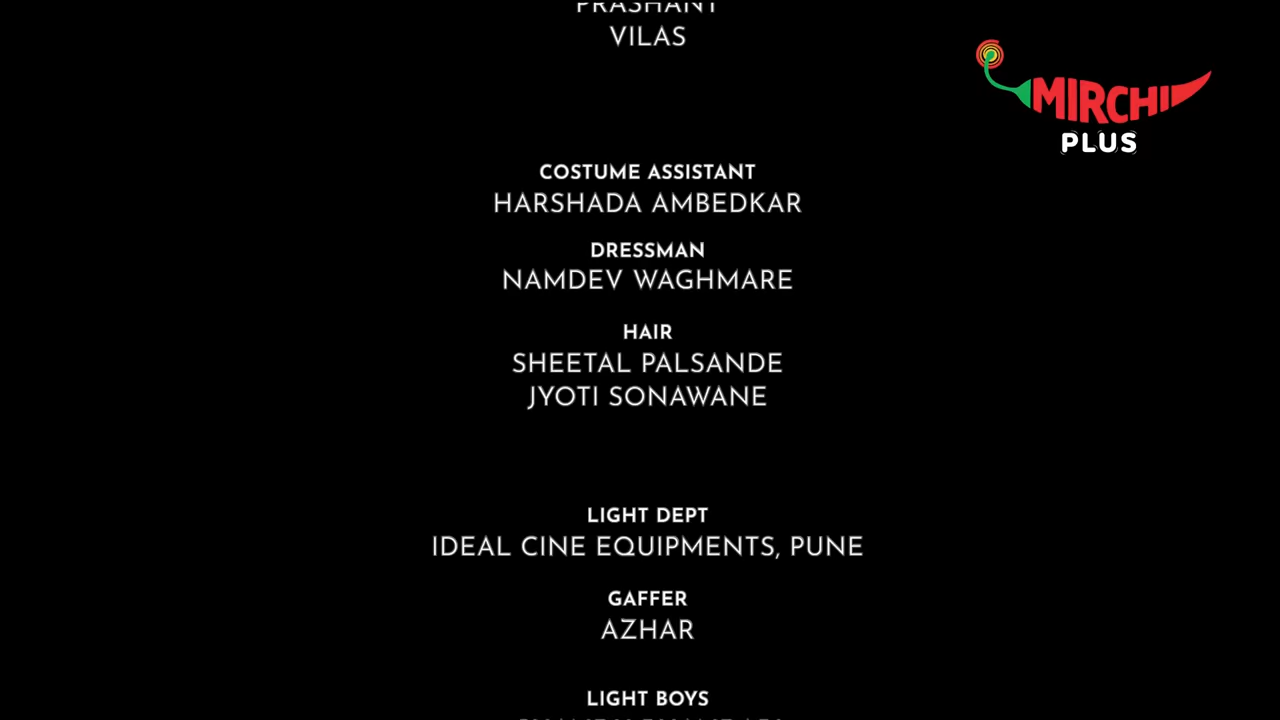 PRASHANT
VILAS
MIRCHI
PLUS
COSTUME ASSISTANT
HARSHADA AMBEDKAR
DRESSMAN
NAMDEV WAGHMARE
HAIR
SHEETAL PALSANDE
JYOTI SONAWANE
LIGHT DEPT
IDEAL CINE EQUIPMENTS, PUNE
GAFFER
AZHAR
LIGHT BOYS